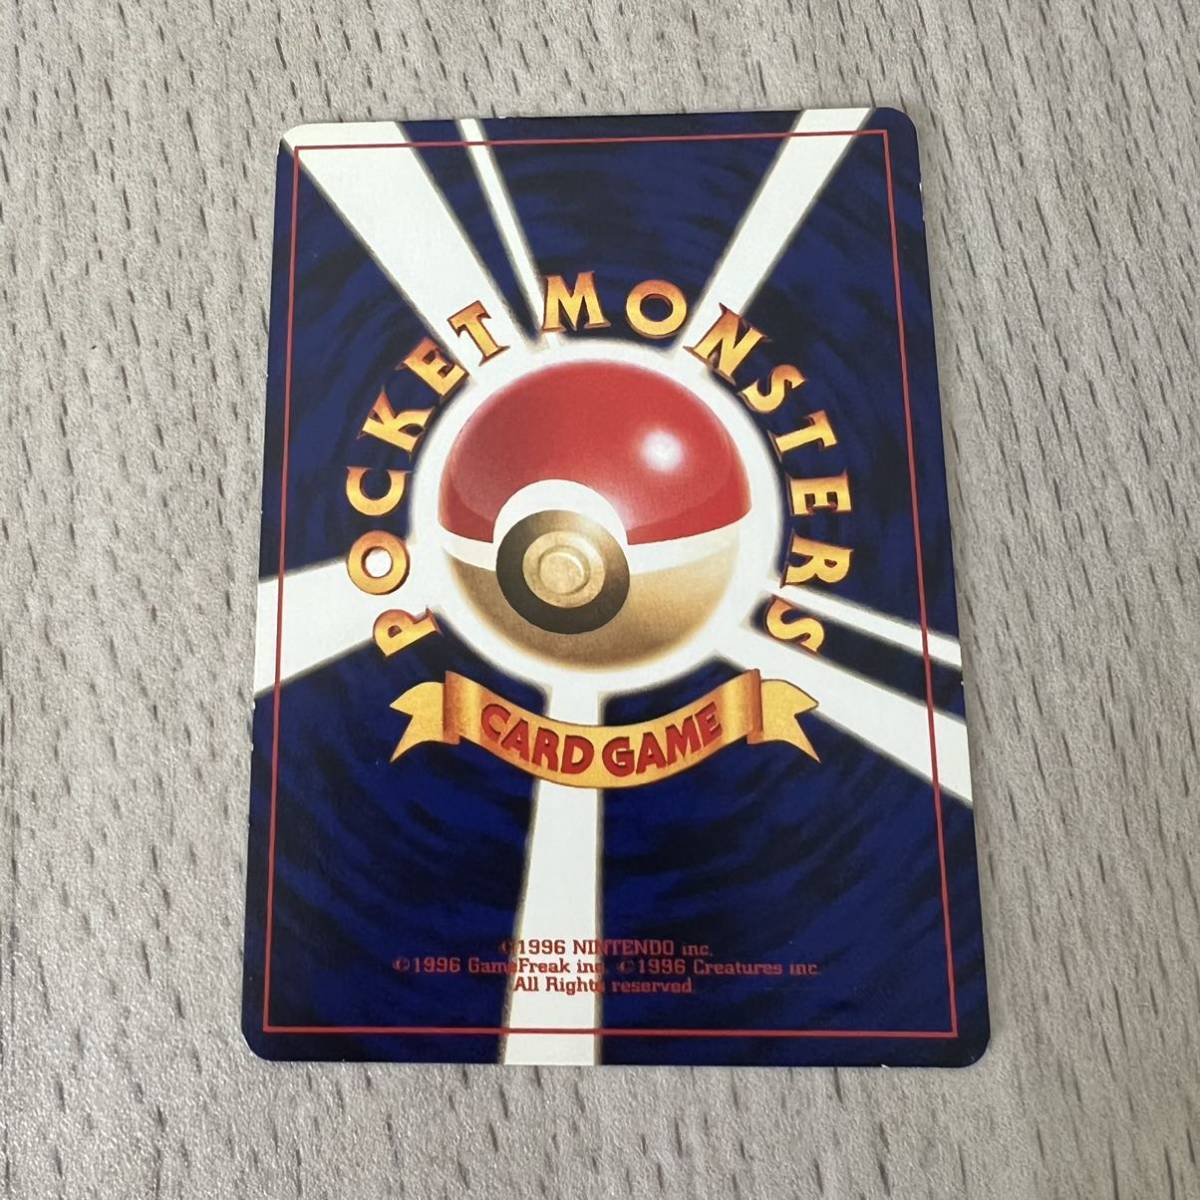 POCKET MONSTERS
CARD GAME
©1996 NINTENDO inc.
©1996 GameFreak inc. ©1996 Creatures inc.
All Rights reserved.